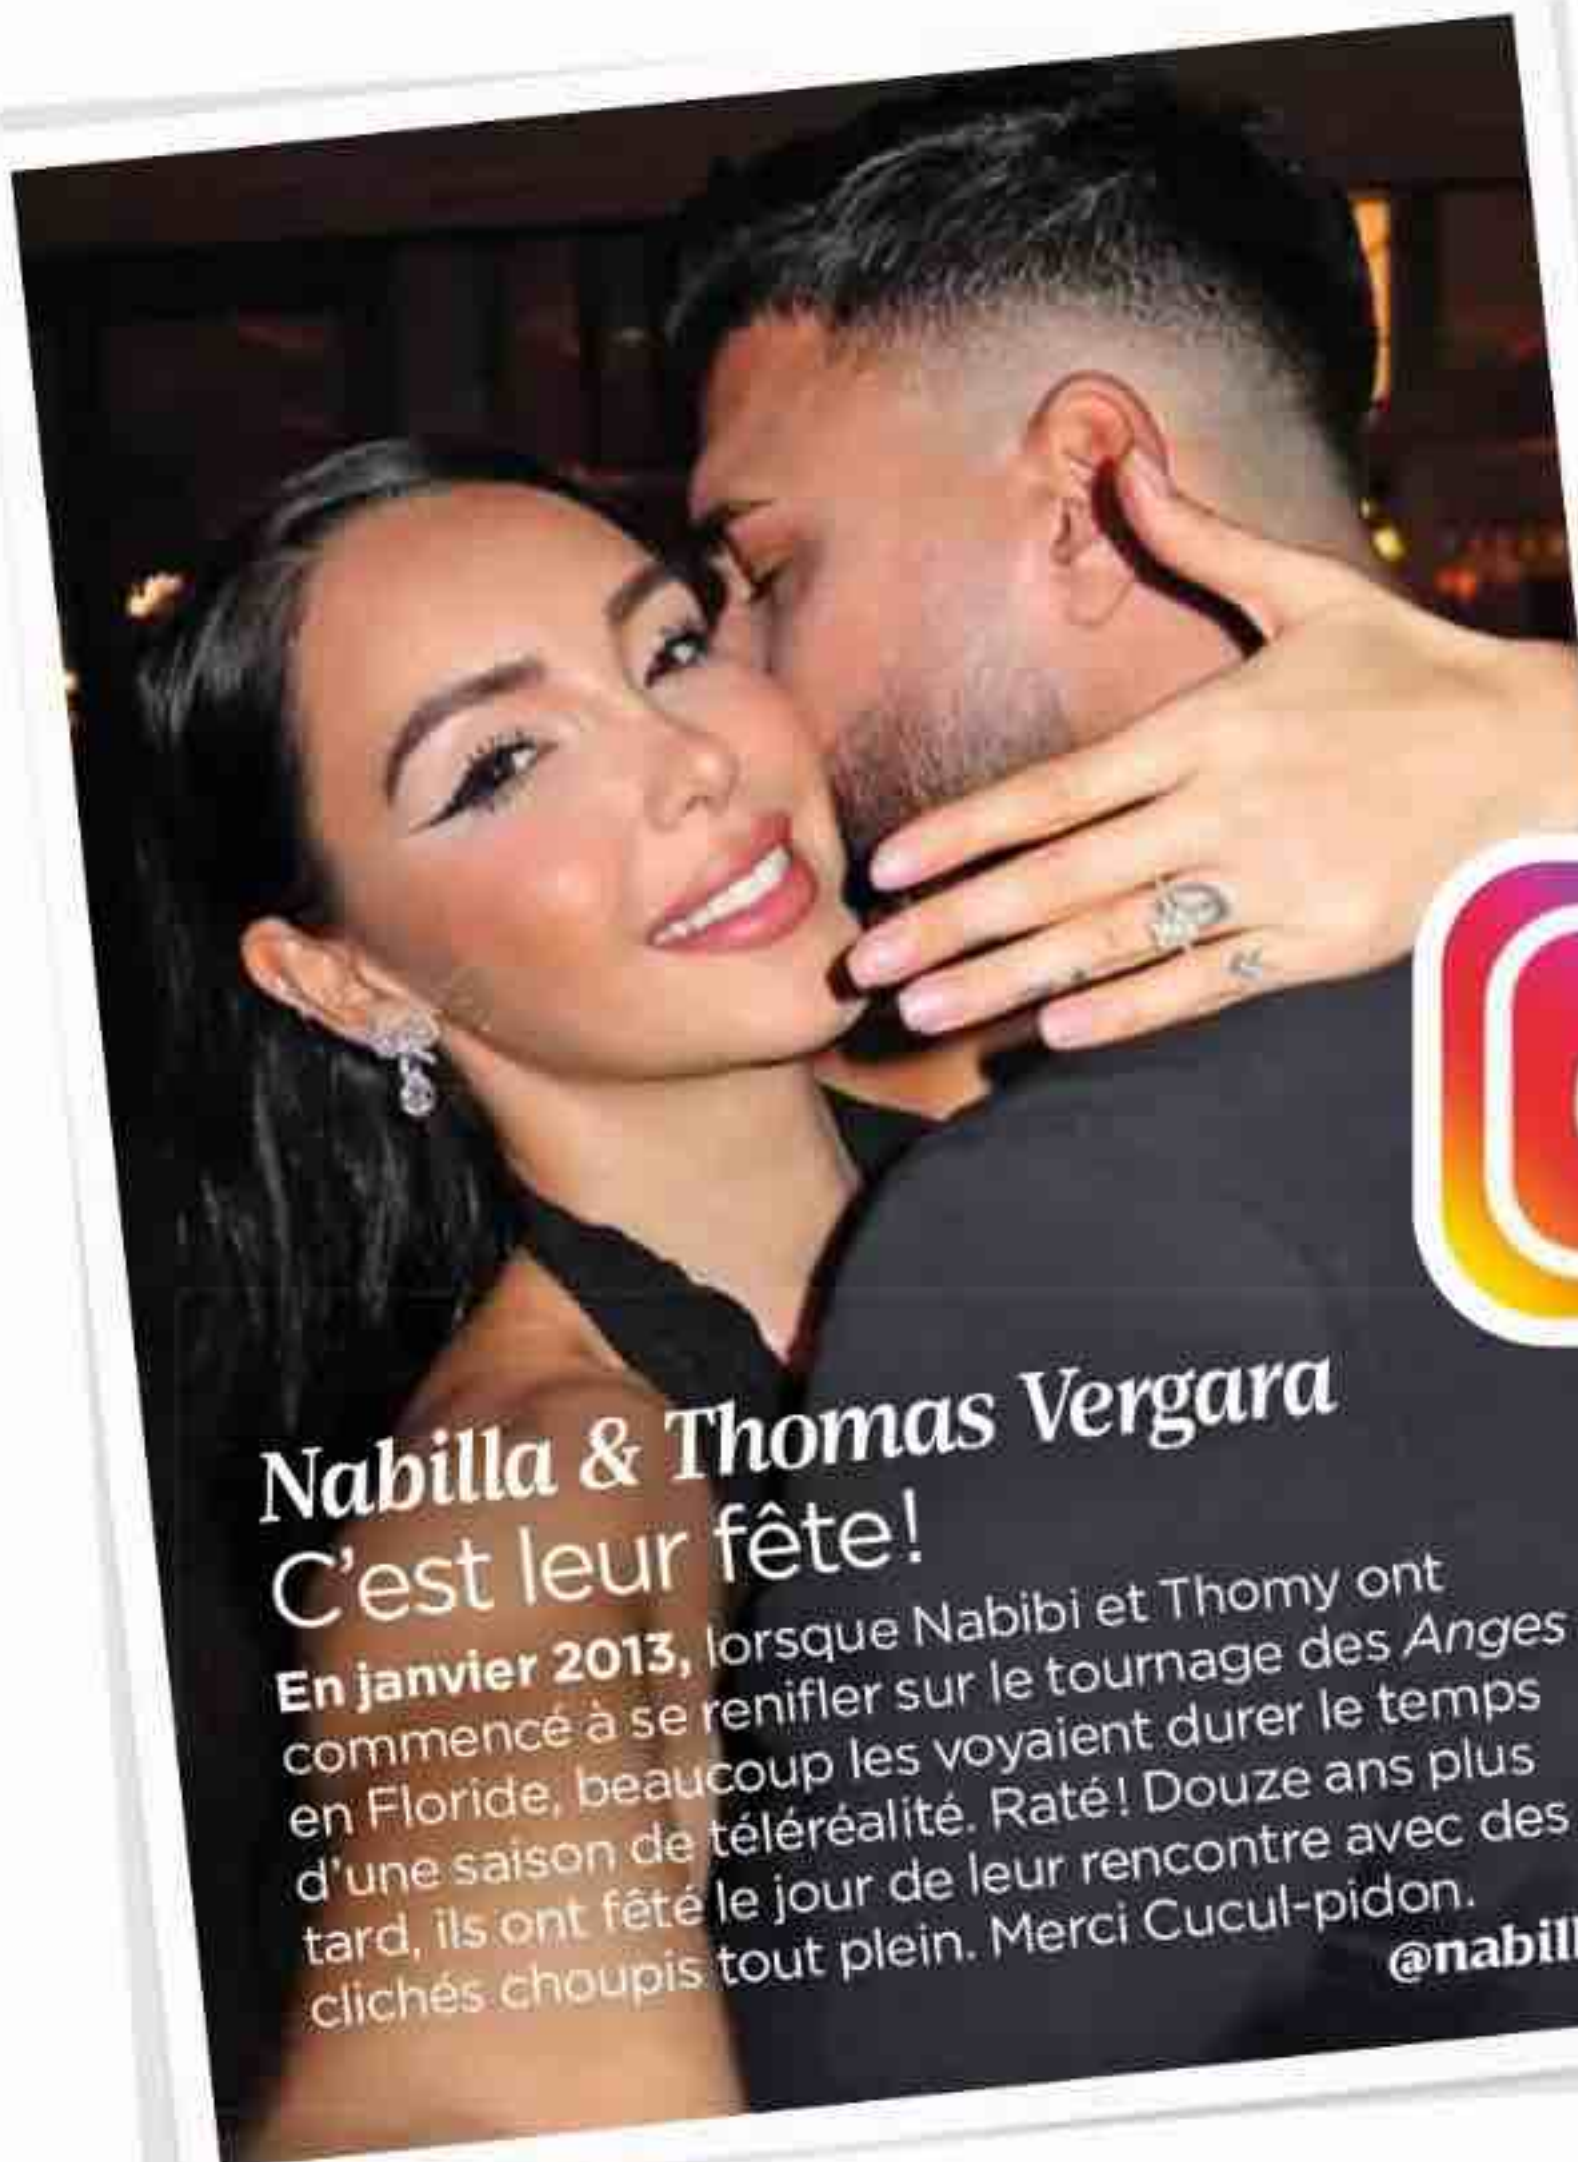 Nabilla & Thomas Vergara
C'est leur fête!
En janvier 2013, lorsque Nabibi et Thomy ont
commencé à se renifler sur le tournage des Anges
en Floride, beaucoup les voyaient durer le temps
d'une saison de téléréalité. Raté! Douze ans plus
tard, ils ont fêté le jour de leur rencontre avec des
clichés choupis tout plein. Merci Cucul-pidon.